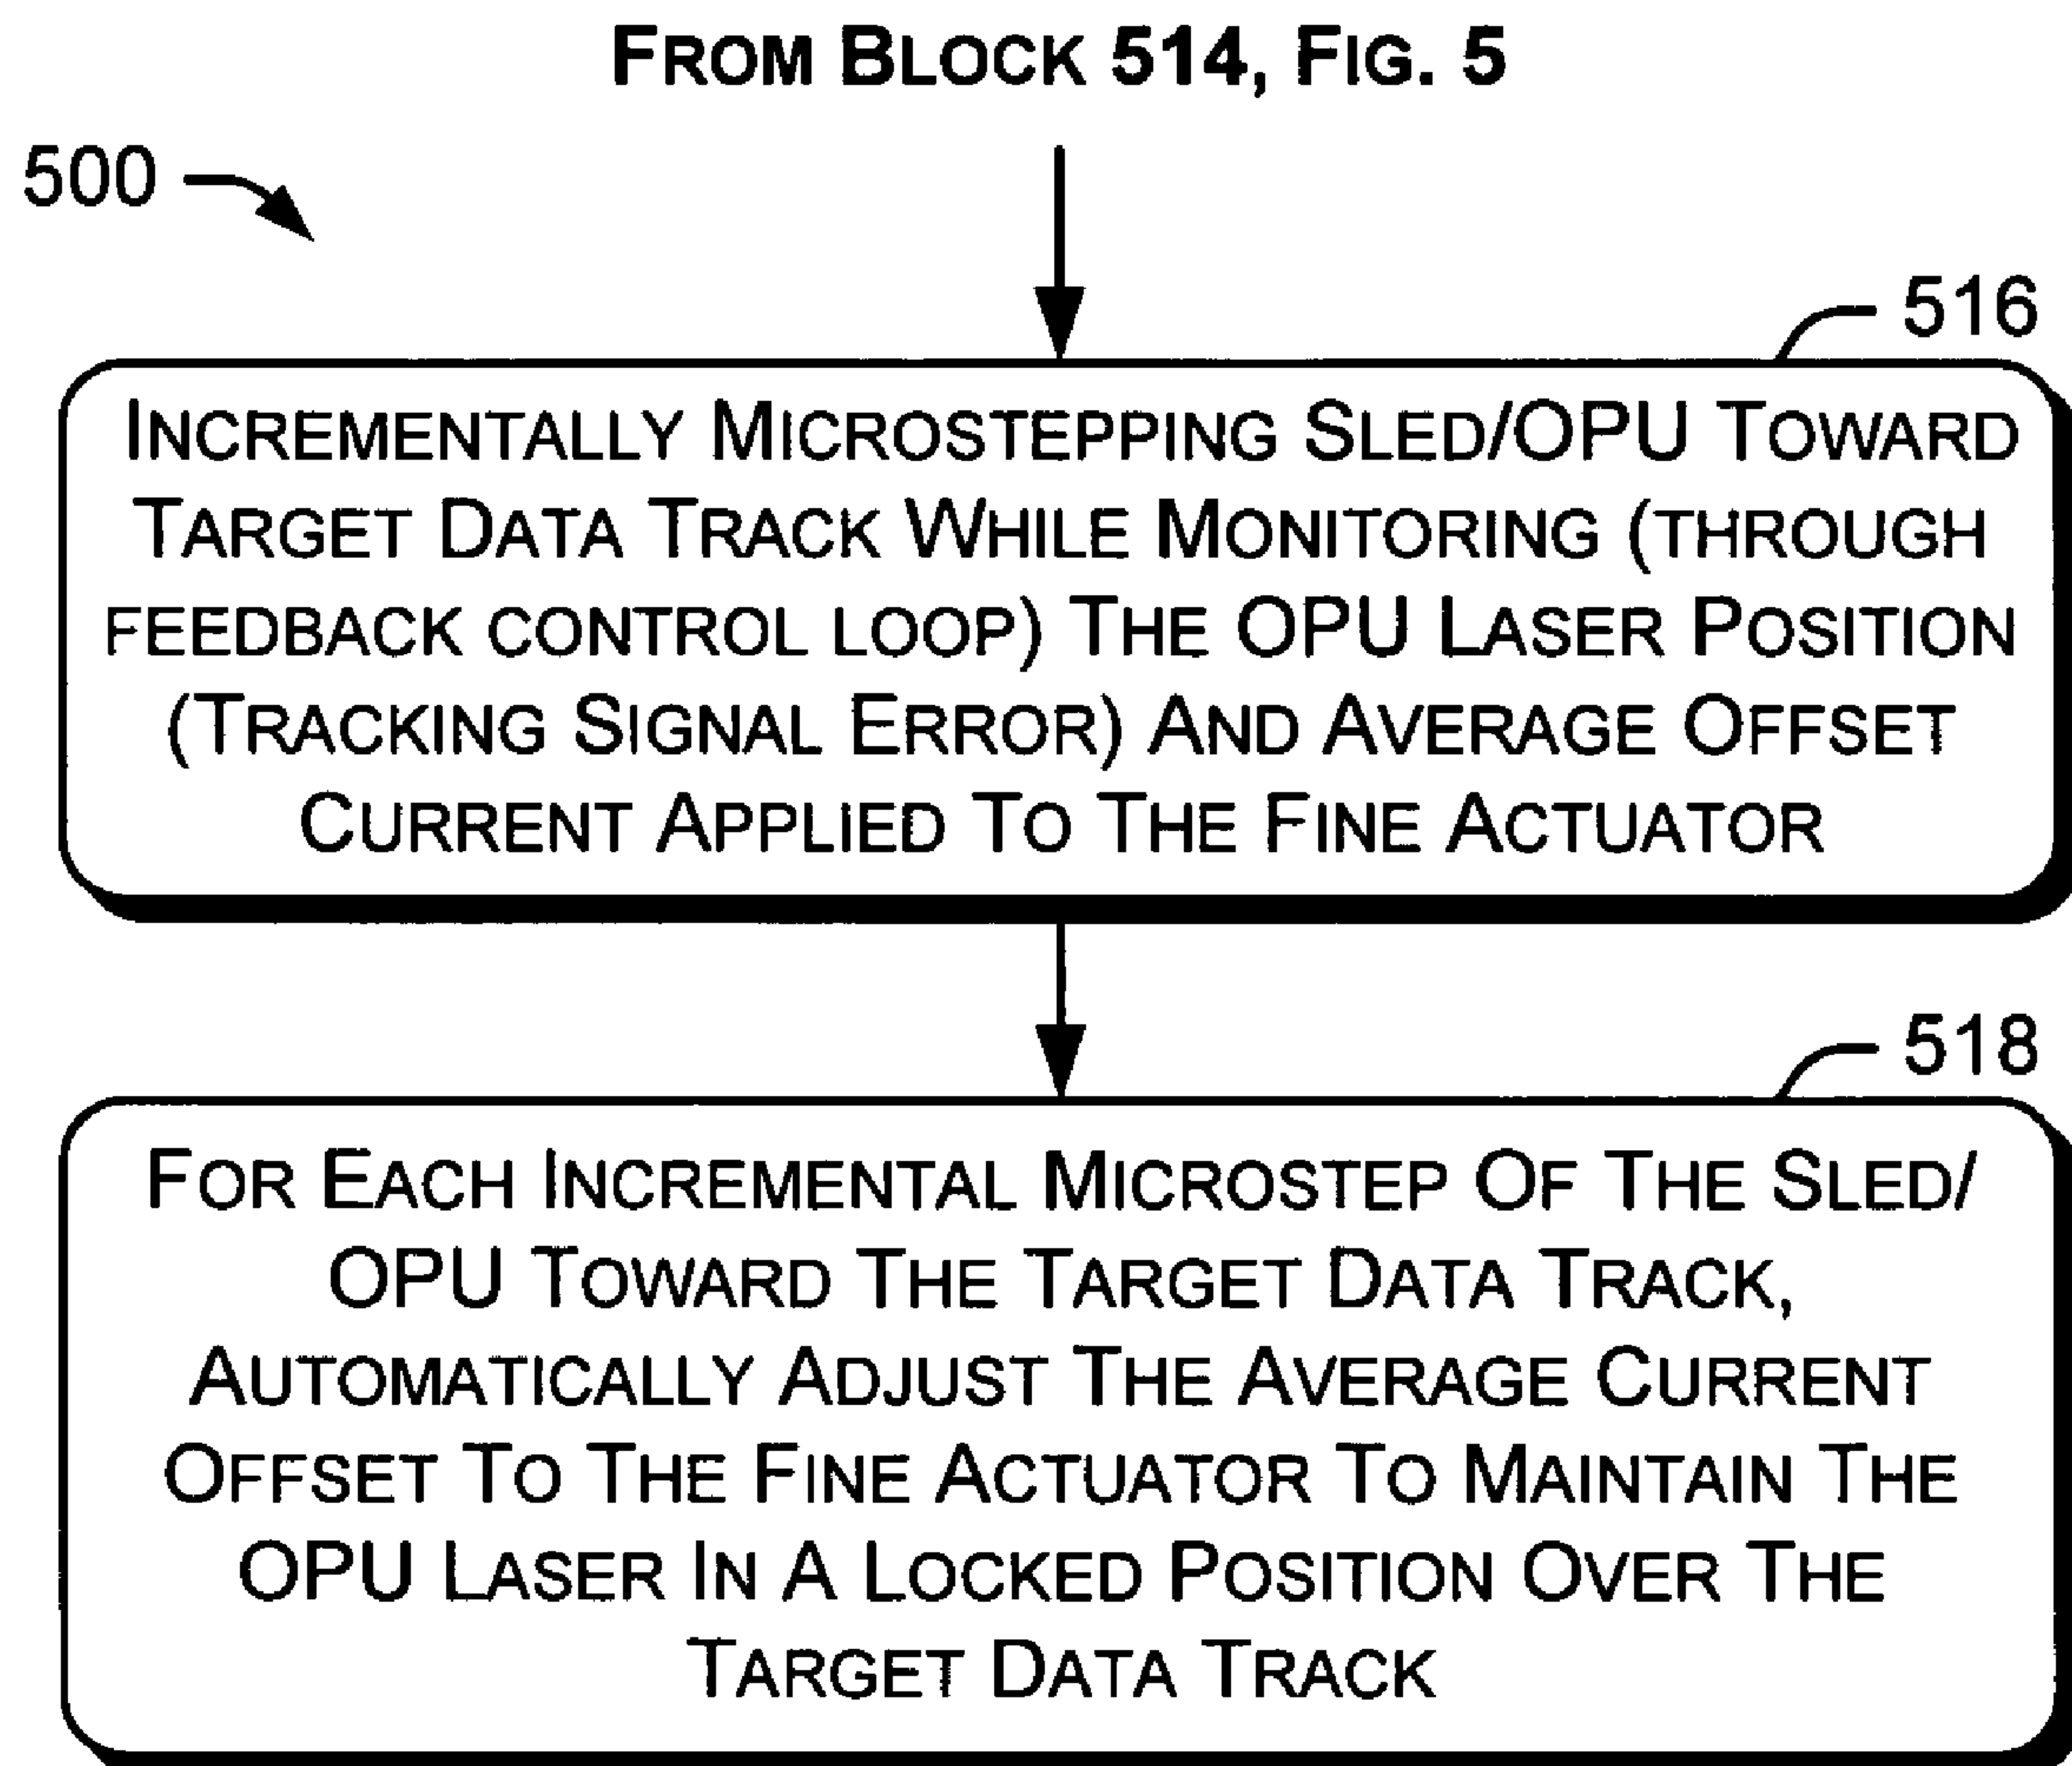 FROM BLOCK 514, FIG. 5
500
516
INCREMENTALLY MICROSTEPPING SLED/OPU TOWARD
TARGET DATA TRACK WHILE MONITORING (THROUGH
FEEDBACK CONTROL LOOP) THE OPU LASER POSITION
(TRACKING SIGNAL ERROR) AND AVERAGE OFFSET
CURRENT APPLIED TO THE FINE ACTUATOR
518
FOR EACH INCREMENTAL MICROSTEP OF THE SLED/
OPU TOWARD THE TARGET DATA TRACK,
AUTOMATICALLY ADJUST THE AVERAGE CURRENT
OFFSET TO THE FINE ACTUATOR TO MAINTAIN THE
OPU LASER IN A LOCKED POSITION OVER THE
TARGET DATA TRACK